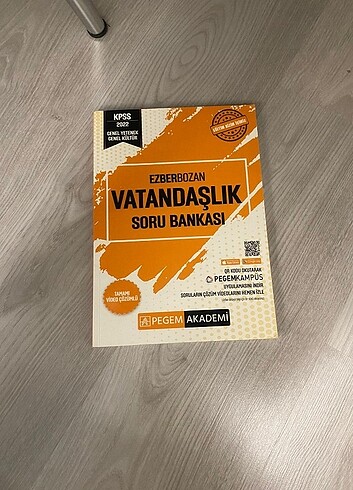 KPSS
2022
GENEL YETENEK
GENEL KÜLTÜR
EZBERBOZAN
VATANDAŞLIK
SORU BANKASI
TAMAMI
VİDEO ÇÖZÜMLÜ
QR KODU OKUTARAK
PEGEMKAMPÜS
UYGULAMASINI İNDİR
SORULARIN ÇÖZÜM VİDEOLARINI HEMEN İZLE
PEGEM AKADEMİ